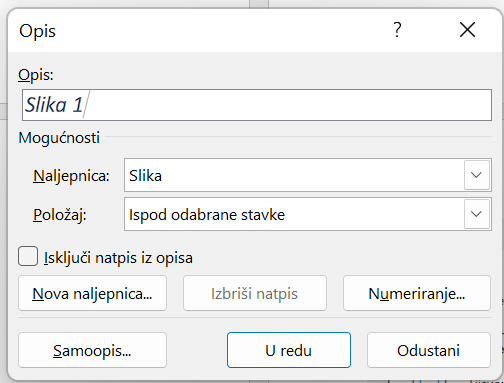 Opis
?
Opis:
Slika 1
Mogućnosti
Naljepnica:
Slika
Položaj:
Ispod odabrane stavke
Isključi natpis iz opisa
Nova naljepnica...
Izbriši natpis
Numeriranje...
Samoopis...
U redu
Odustani